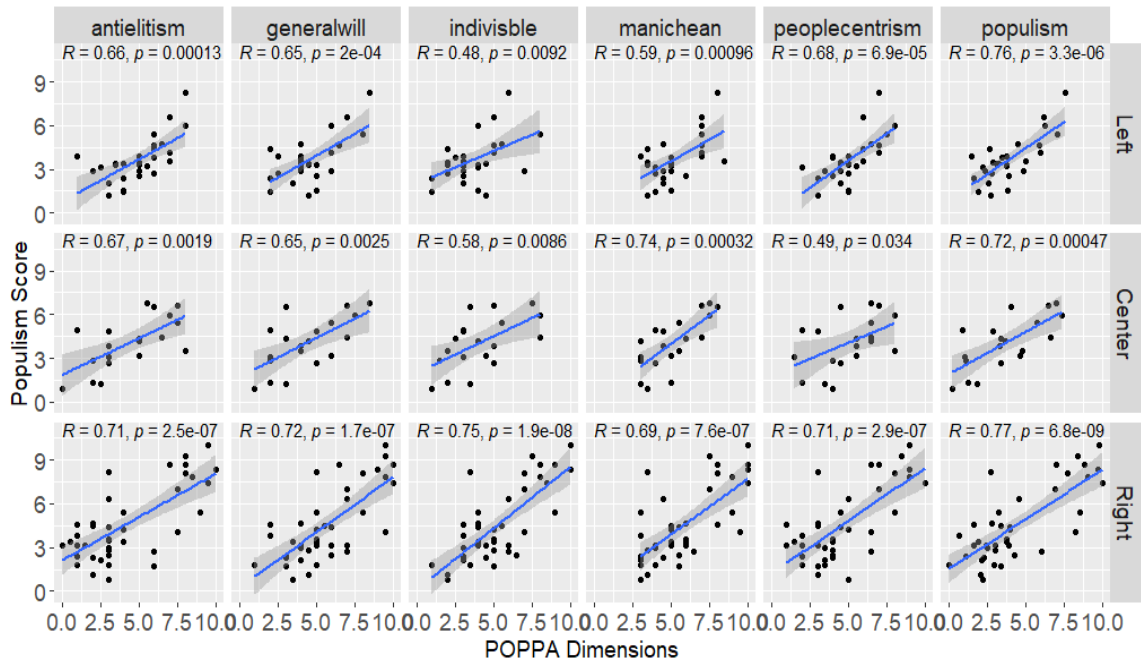 antielitism generalwill indivisble manichean peoplecentrism populism
R = 0.66, p = 0.00013 R = 0.65, p = 2e-04 R = 0.48, p = 0.0092 R = 0.59, p = 0.00096 R = 0.68, p = 6.9e-05 R = 0.76, p = 3.3e-06
9
6
3
0
Left
R = 0.67, p = 0.0019 R = 0.65, p = 0.0025 R = 0.58, p = 0.0086 R = 0.74, p = 0.00032 R = 0.49, p = 0.034 R = 0.72, p = 0.00047
9
6
3
0
Center
Populism Score
R = 0.71, p = 2.5e-07 R = 0.72, p = 1.7e-07 R = 0.75, p = 1.9e-08 R = 0.69, p = 7.6e-07 R = 0.71, p = 2.9e-07 R = 0.77, p = 6.8e-09
9
6
3
0
Right
0.0 2.5 5.0 7.5 10.0 0.0 2.5 5.0 7.5 10.0 0.0 2.5 5.0 7.5 10.0 0.0 2.5 5.0 7.5 10.0 0.0 2.5 5.0 7.5 10.0 0.0 2.5 5.0 7.5 10.0
POPPA Dimensions